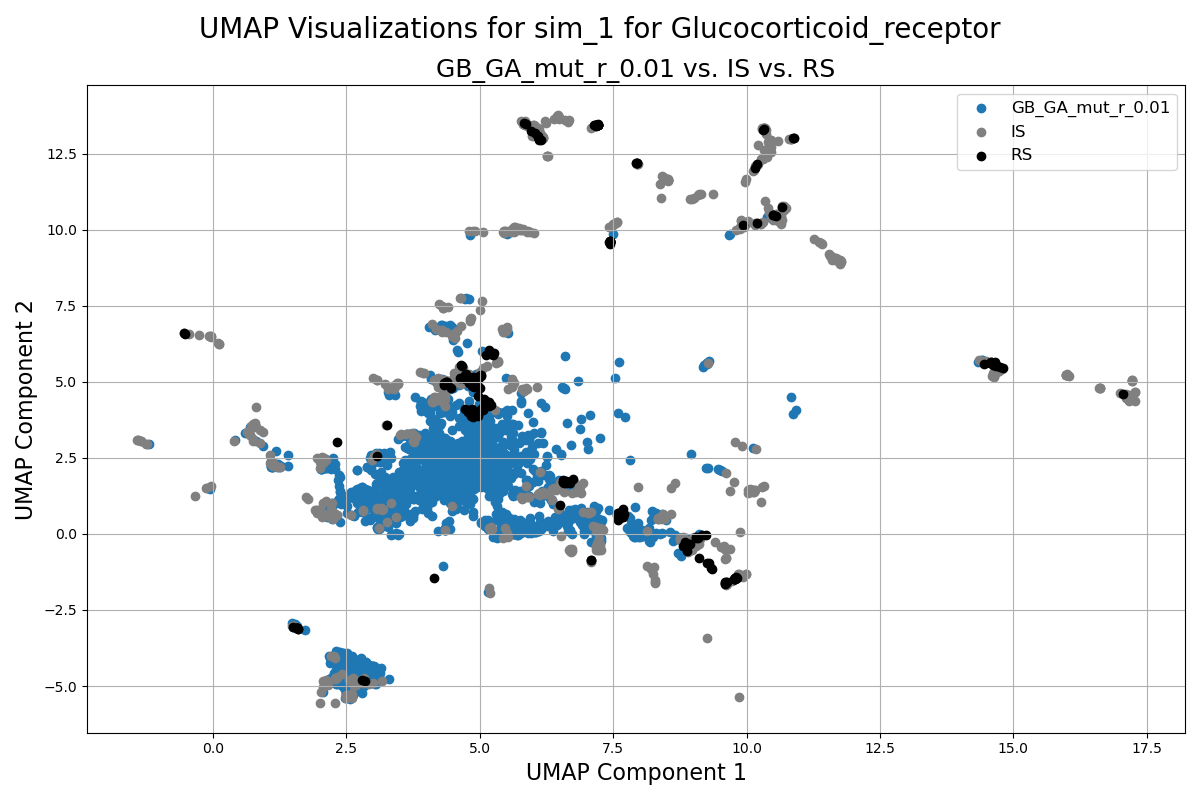 UMAP Visualizations for sim_1 for Glucocorticoid_receptor
GB_GA_mut_r_0.01 vs. IS vs. RS
GB_GA_mut_r_0.01
IS
RS
UMAP Component 2
12.5
10.0
7.5
5.0
2.5
0.0
−2.5
−5.0
0.0 2.5 5.0 7.5 10.0 12.5 15.0 17.5
UMAP Component 1